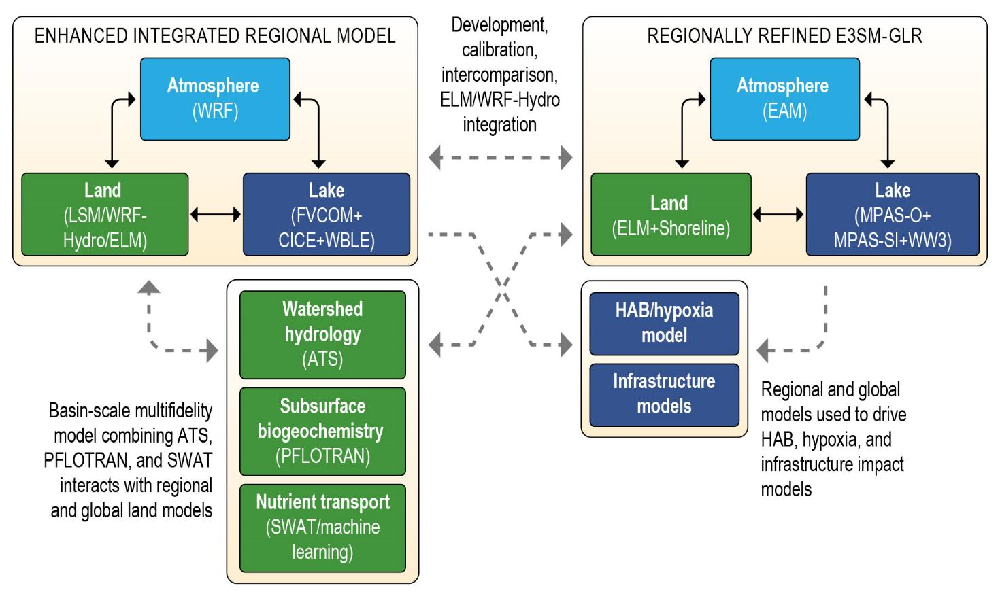 ENHANCED INTEGRATED REGIONAL MODEL
Atmosphere
(WRF)
Land
(LSM/WRF-
Hydro/ELM)
Lake
(FVCOM+
CICE+WBLE)
Development,
calibration,
intercomparison,
ELM/WRF-Hydro
integration
REGIONALLY REFINED E3SM-GLR
Atmosphere
(EAM)
Land
(ELM+Shoreline)
Lake
(MPAS-O+
MPAS-SI+WW3)
Basin-scale multifidelity
model combining ATS,
PFLOTRAN, and SWAT
interacts with regional
and global land models
Watershed
hydrology
(ATS)
Subsurface
biogeochemistry
(PFLOTRAN)
Nutrient transport
(SWAT/machine
learning)
HAB/hypoxia
model
Infrastructure
models
Regional and global
models used to drive
HAB, hypoxia, and
infrastructure impact
models